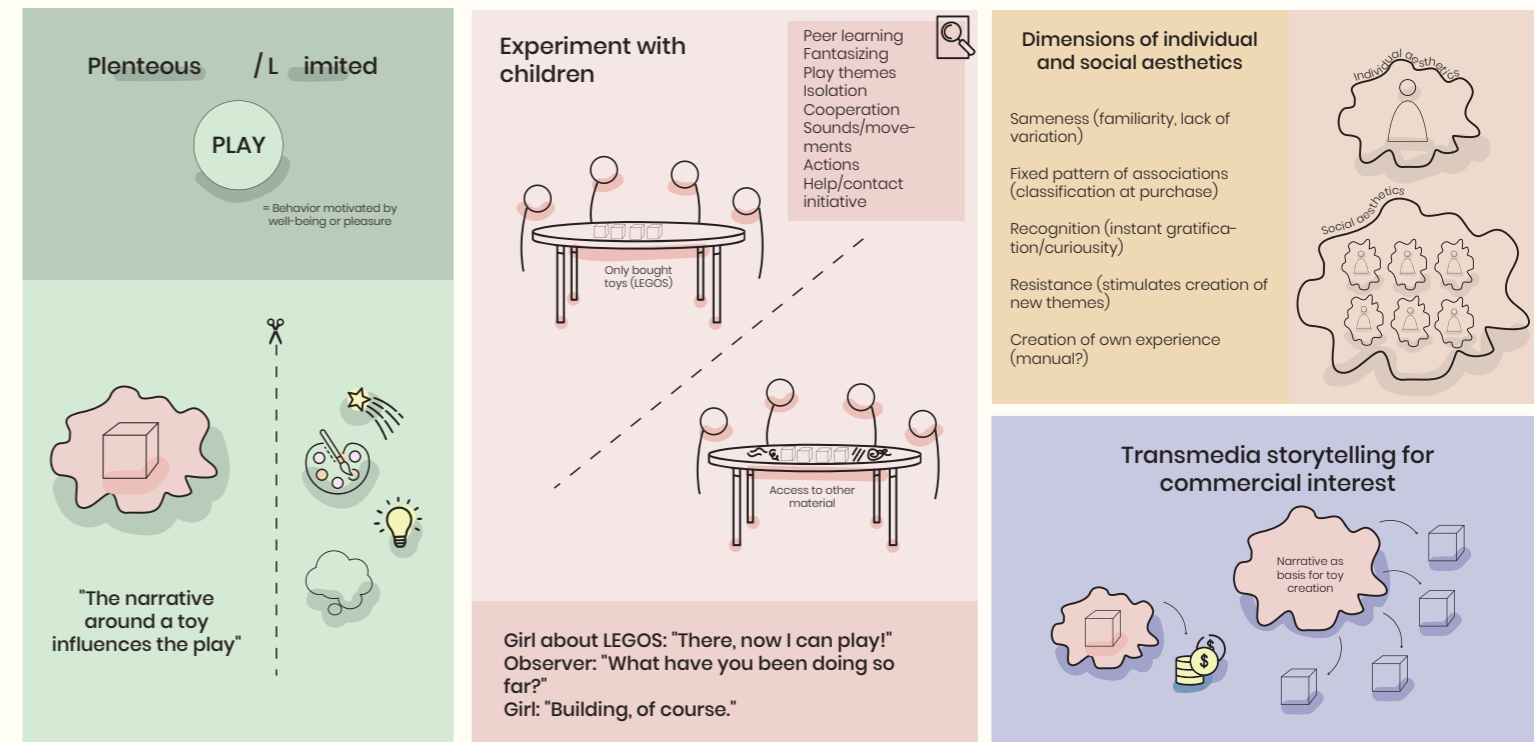 Plenteous / L imited
PLAY
= Behavior motivated by
well-being or pleasure
"The narrative
around a toy
influences the play"
Experiment with
children
Peer learning
Fantasizing
Play themes
Isolation
Cooperation
Sounds/move-
ments
Actions
Help/contact
initiative
Only bought
toys (LEGOS)
Access to other
material
Girl about LEGOS: "There, now I can play!"
Observer: "What have you been doing so
far?"
Girl: "Building, of course."
Dimensions of individual
and social aesthetics
Sameness (familiarity, lack of
variation)
Fixed pattern of associations
(classification at purchase)
Recognition (instant gratifica-
tion/curiousity)
Resistance (stimulates creation of
new themes)
Creation of own experience
(manual?)
Individual aesthetics
Social aesthetics
Transmedia storytelling for
commercial interest
Narrative as
basis for toy
creation
$
$